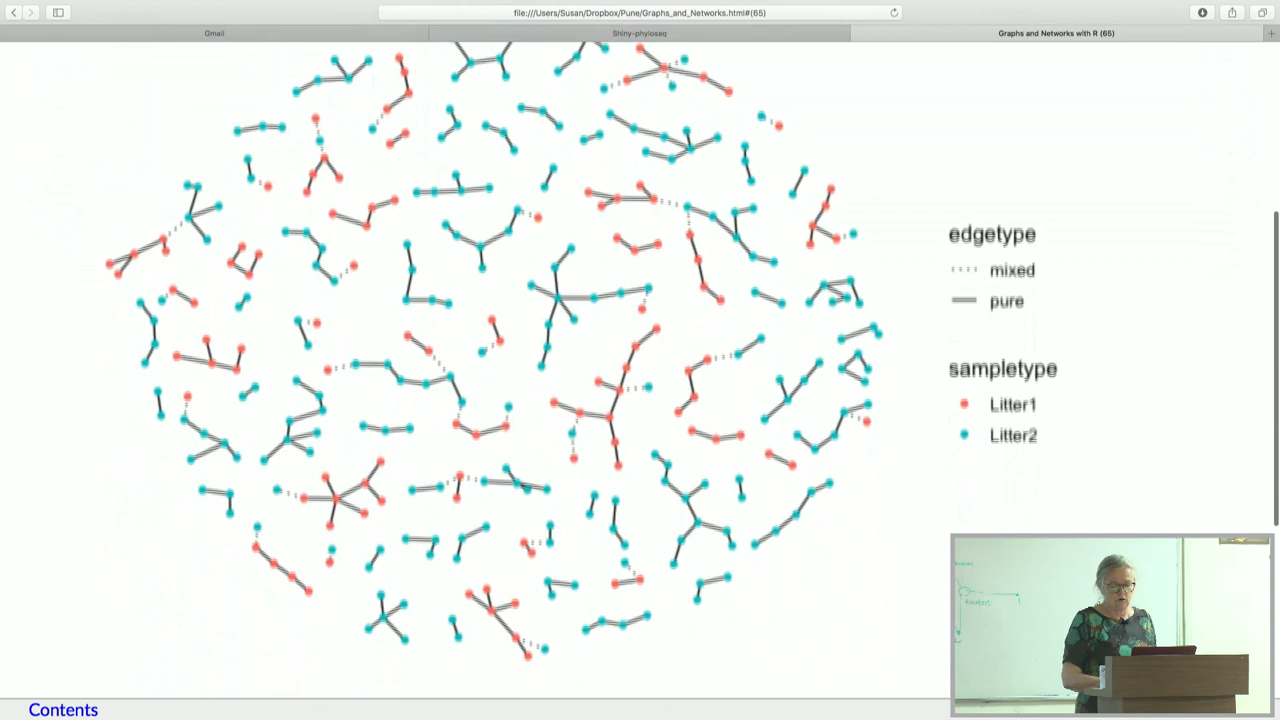 file:///Users/Susan/Dropbox/Pune/Graphs_and_Networks.html#(65)
Gmail
Shiny-phyloseq
Graphs and Networks with R (65)
edgetype
mixed
pure
sampletype
Litter1
Litter2
Contents